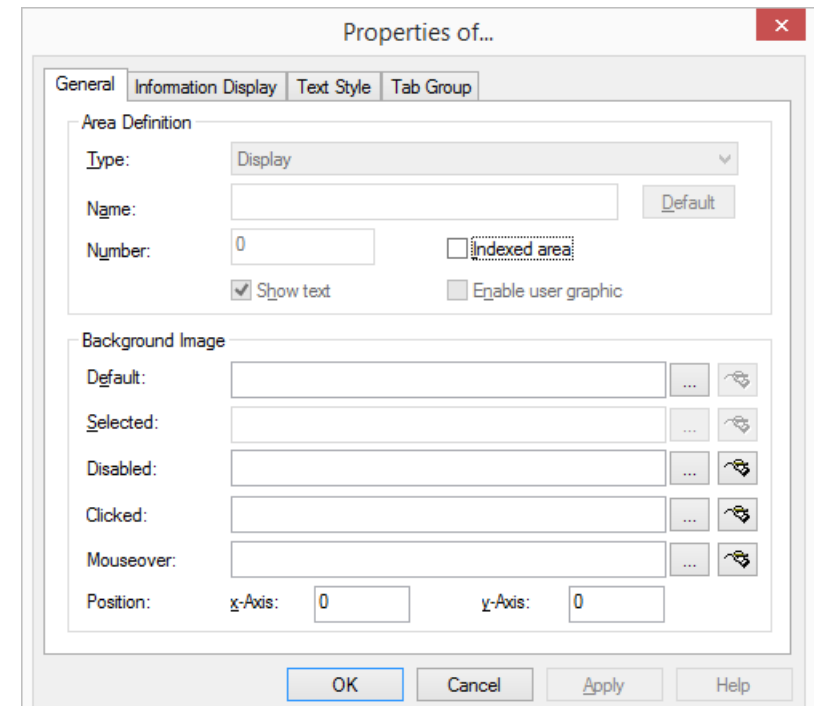 Properties of...
General Information Display Text Style Tab Group
Area Definition
Type: Display
Name: Default
Number: 0 Indexed area
Show text Enable user graphic
Background Image
Default: ...
Selected: ...
Disabled: ...
Clicked: ...
Mouseover: ...
Position: x-Axis: 0 y-Axis: 0
OK Cancel Apply Help